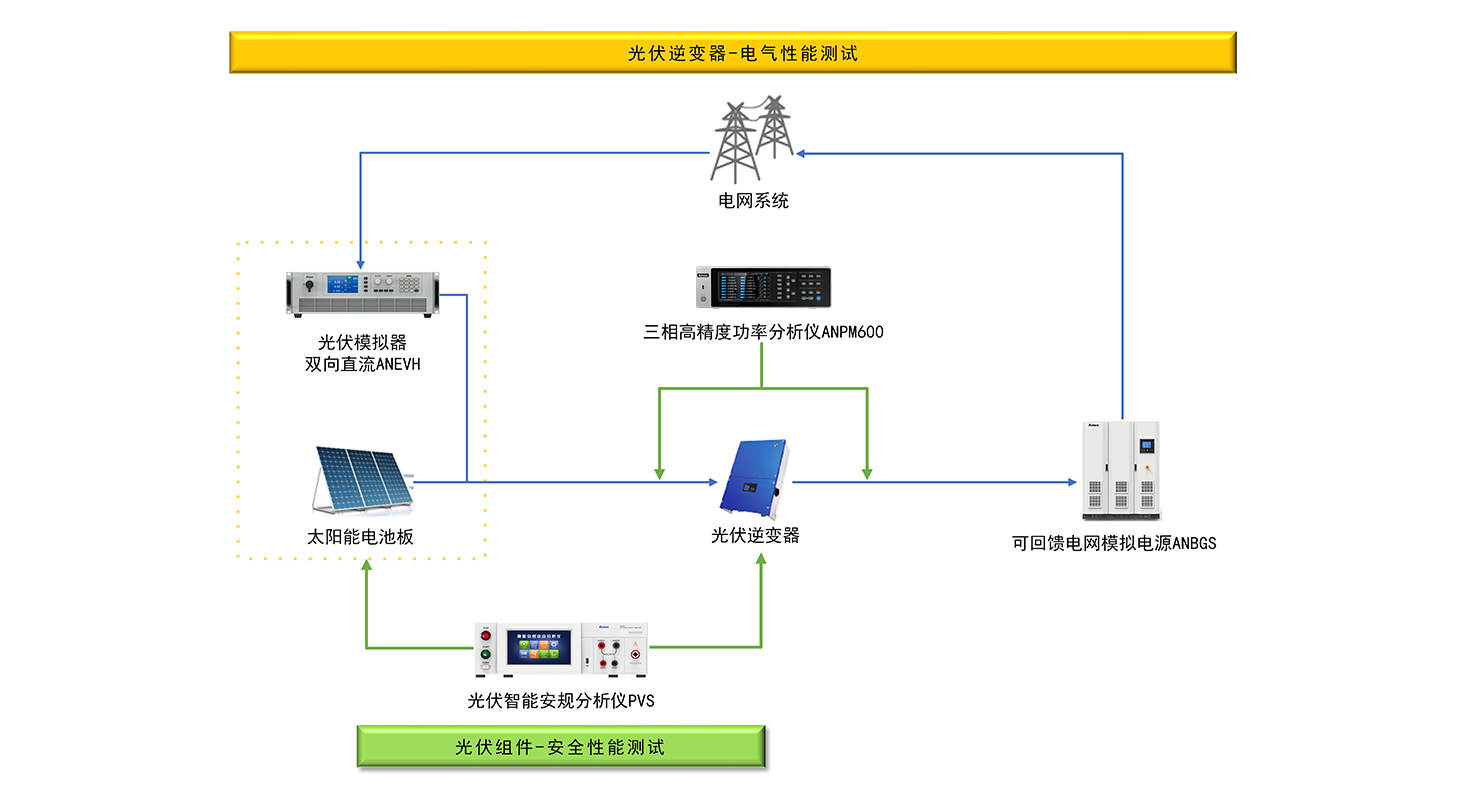 光伏逆变器-电气性能测试
电网系统
光伏模拟器
双向直流ANEVH
三相高精度功率分析仪ANPM600
太阳能电池板
光伏逆变器
可回馈电网模拟电源ANBGS
光伏智能安规分析仪PVS
光伏组件-安全性能测试